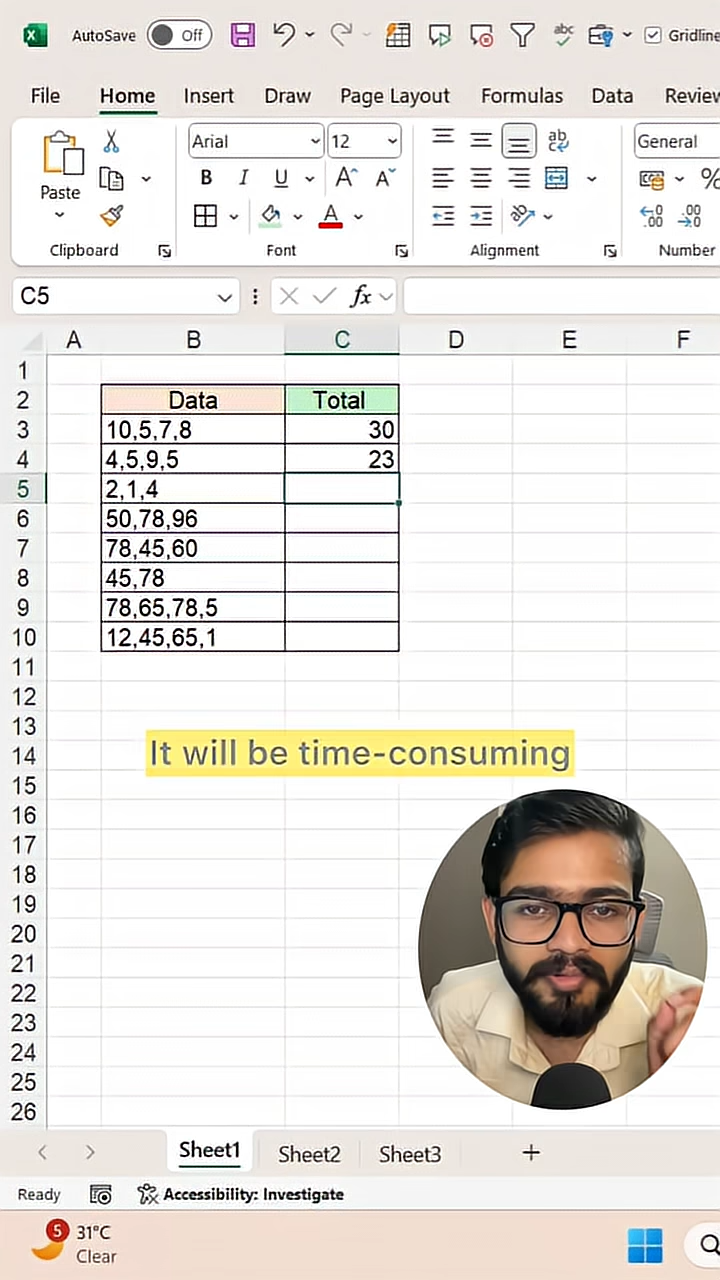 AutoSave Off Gridline
File Home Insert Draw Page Layout Formulas Data Review
Arial 12 General
Paste B I U A A %
Clipboard Font Alignment Number
C5 fx
A B C D E F
1
2 Data Total
3 10,5,7,8 30
4 4,5,9,5 23
5 2,1,4
6 50,78,96
7 78,45,60
8 45,78
9 78,65,78,5
10 12,45,65,1
11
12
13
14 It will be time-consuming
15
16
17
18
19
20
21
22
23
24
25
26
Sheet1 Sheet2 Sheet3 +
Ready Accessibility: Investigate
5 31°C
Clear